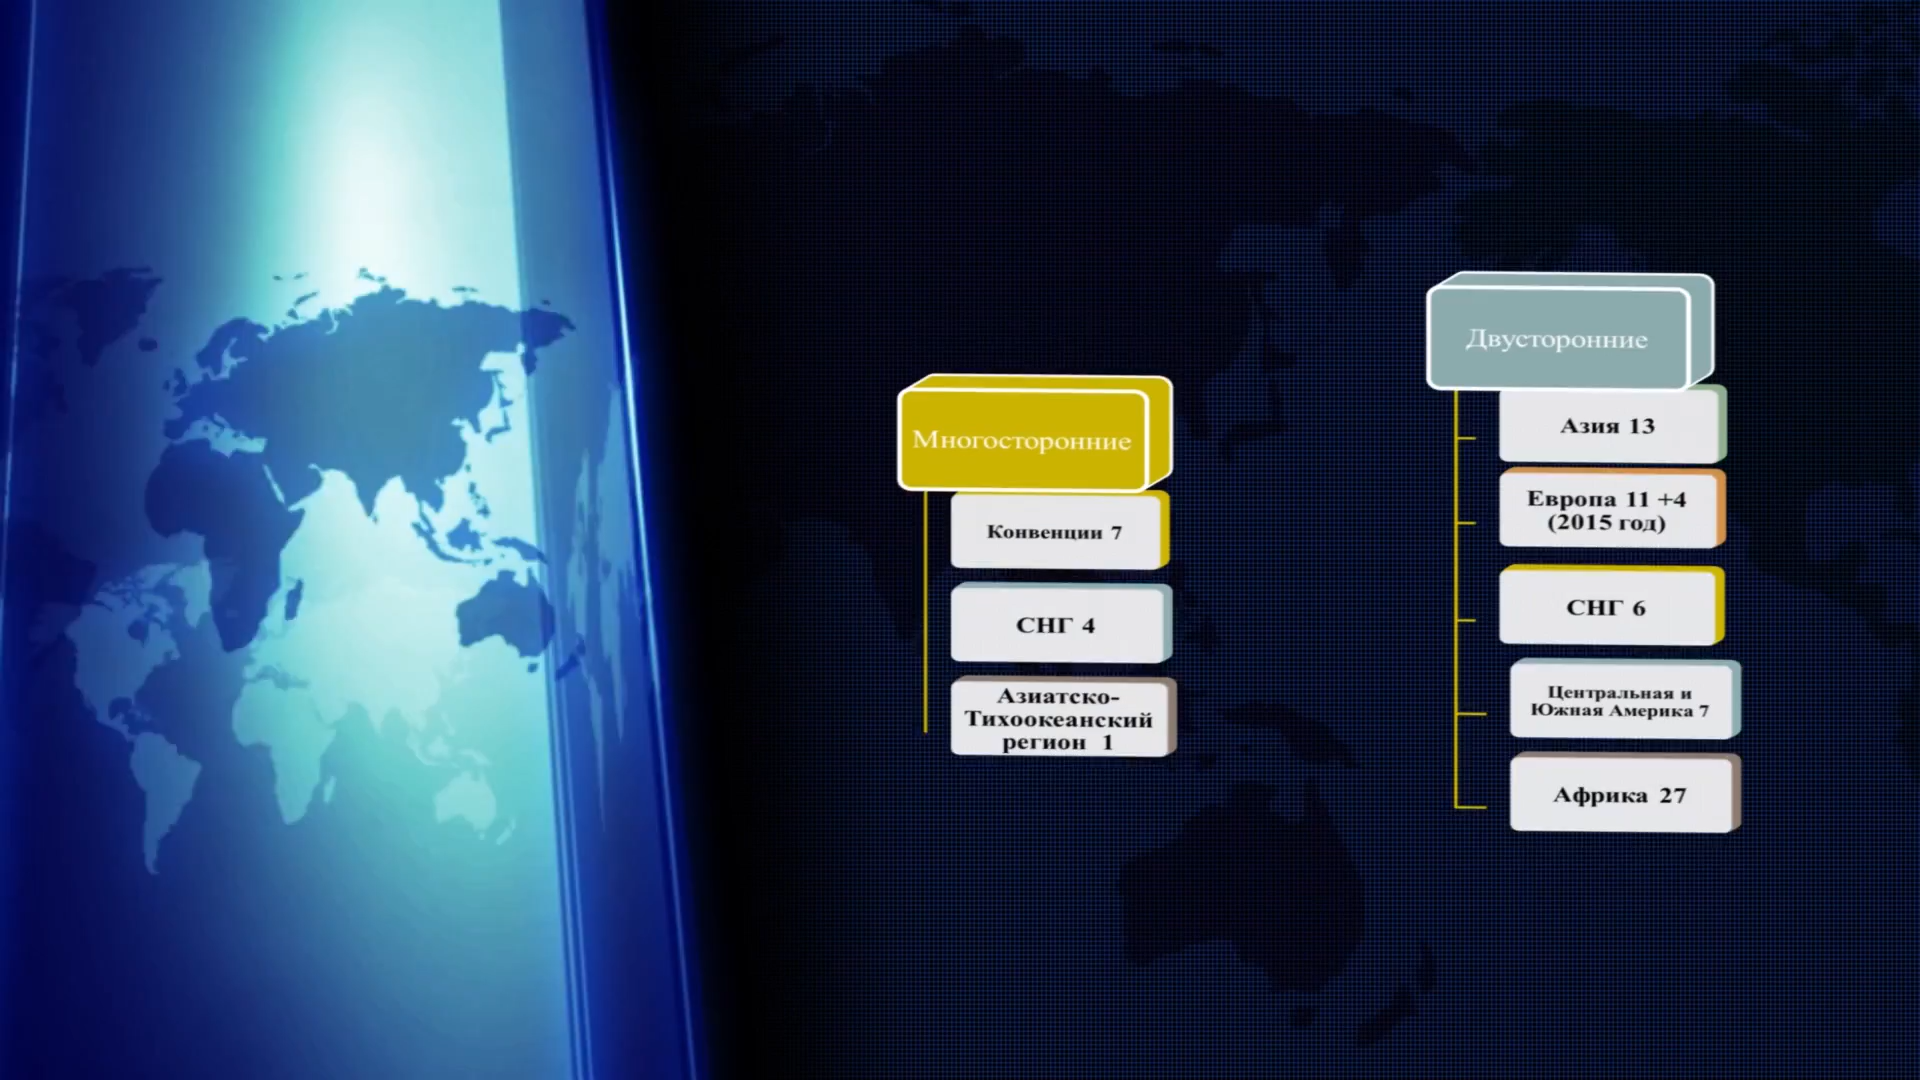 Многосторонние
Конвенции 7
СНГ 4
Азиатско-
Тихоокеанский
регион 1
Двусторонние
Азия 13
Европа 11 +4
(2015 год)
СНГ 6
Центральная и
Южная Америка 7
Африка 27